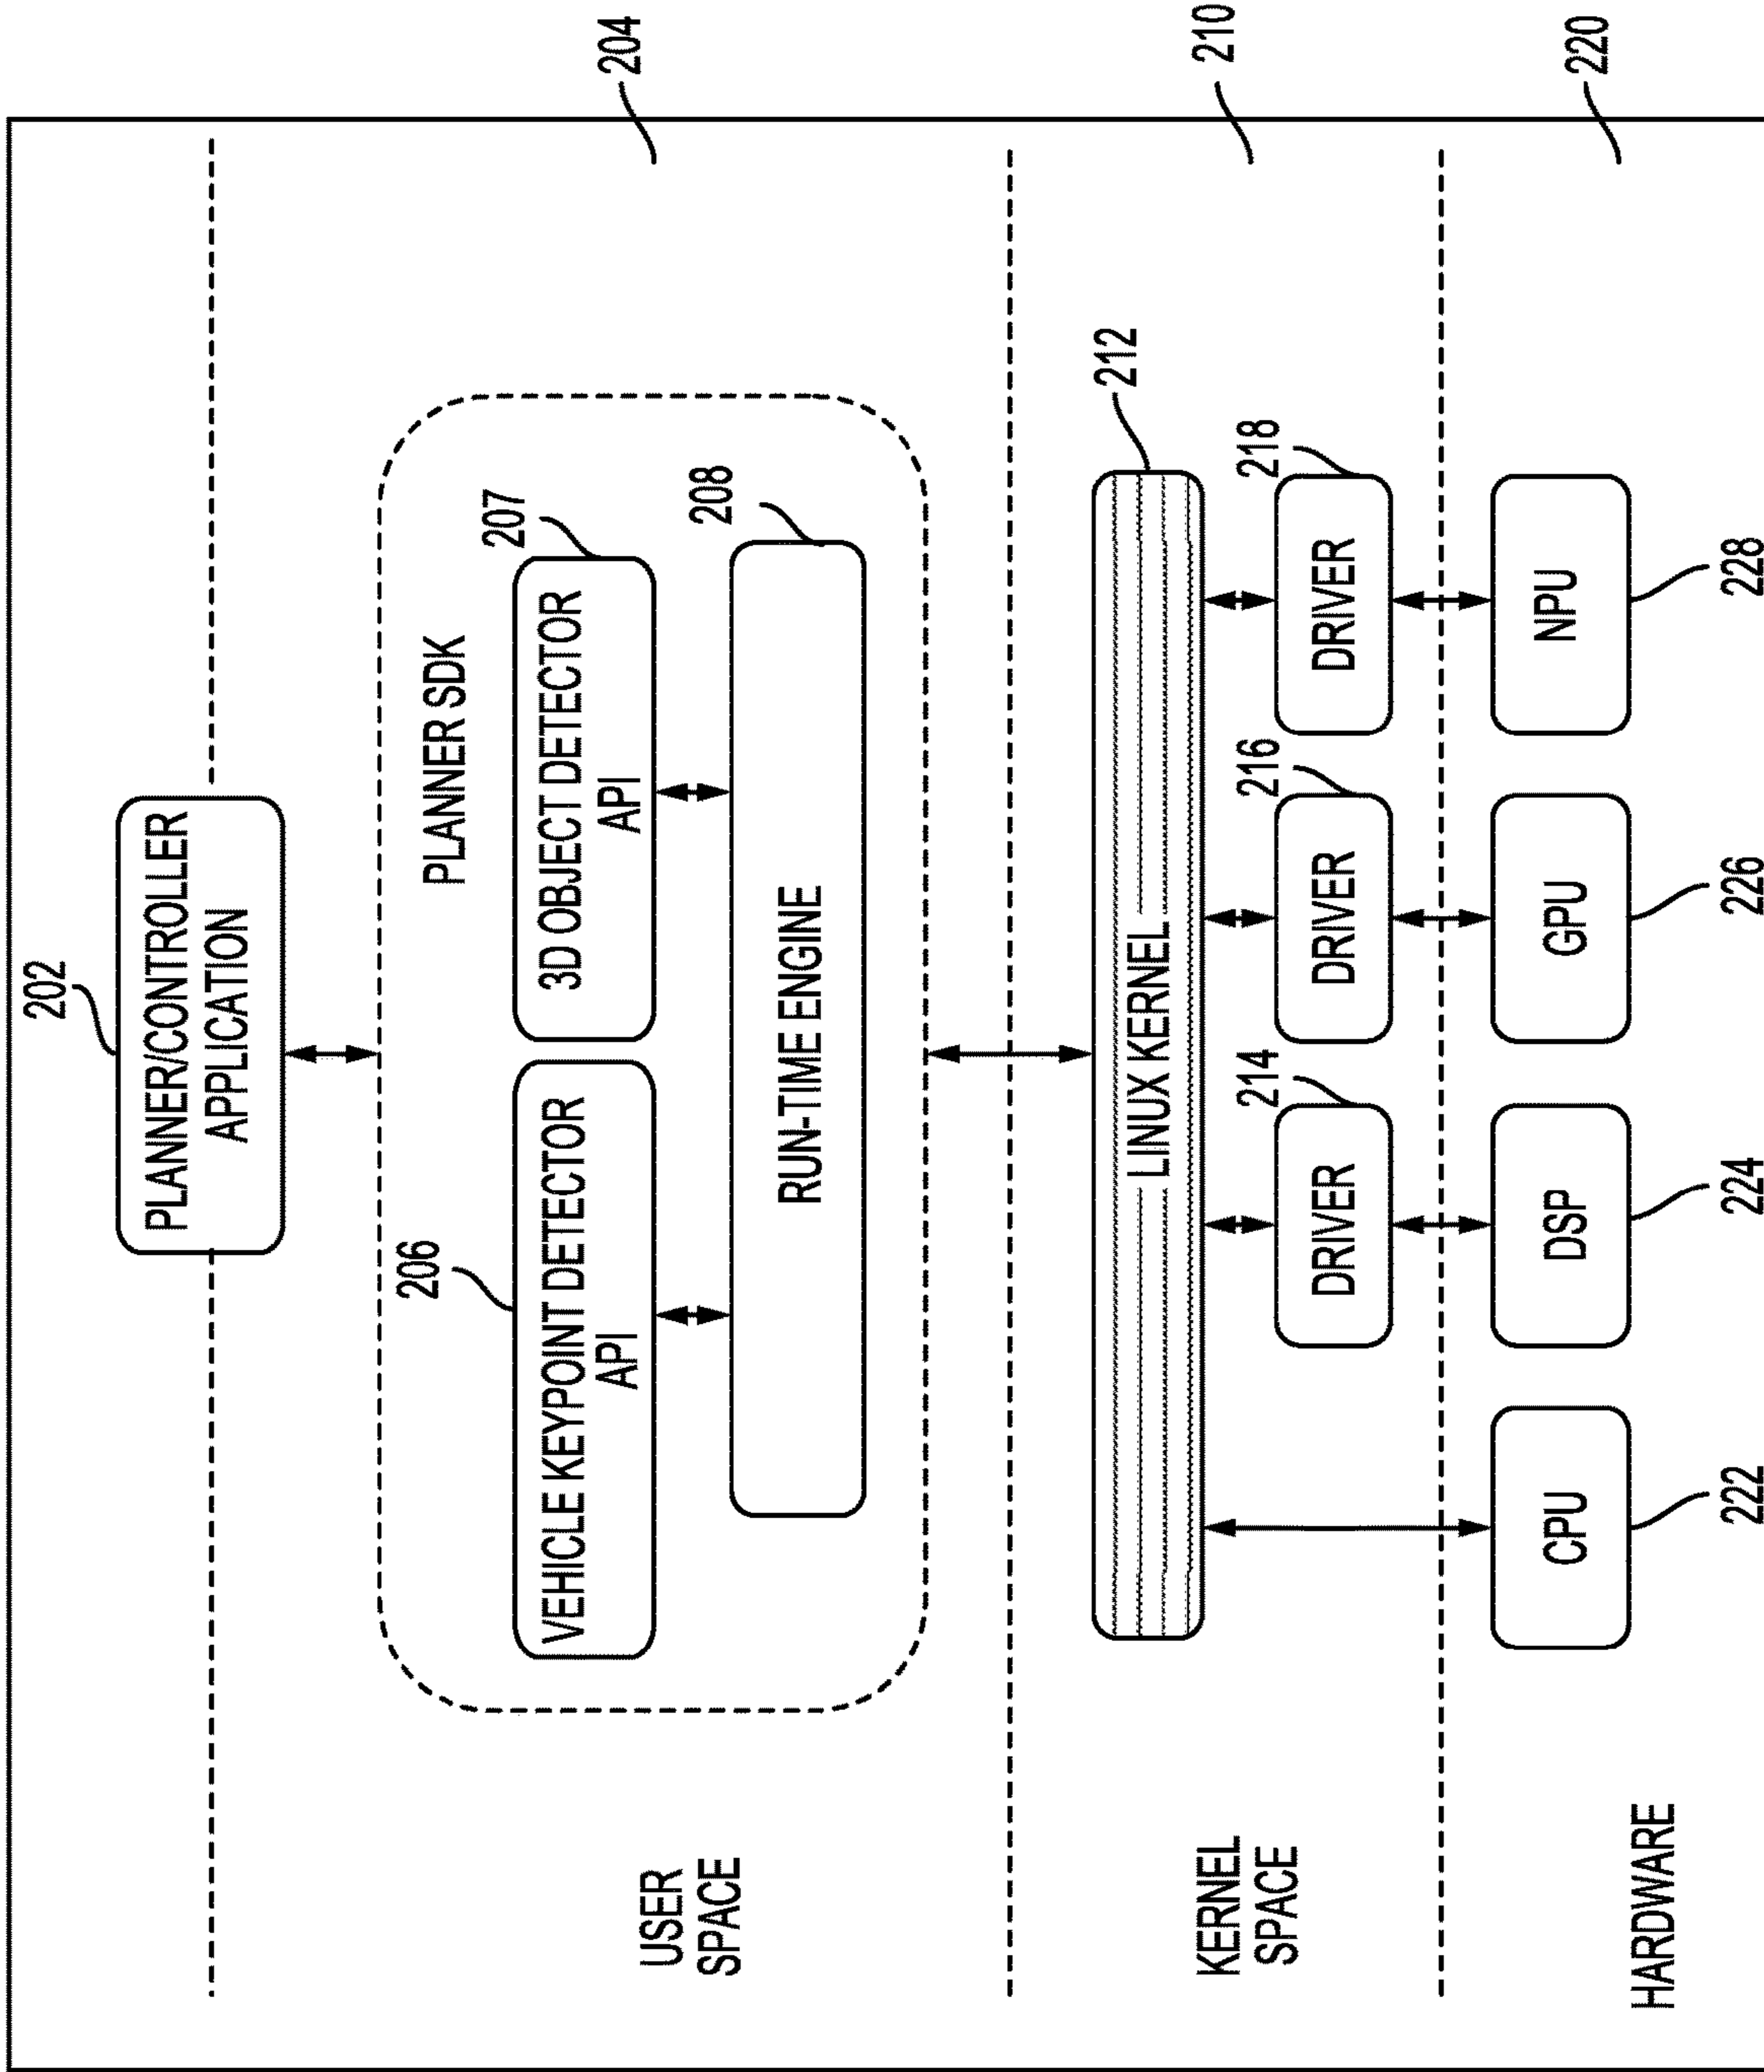 202
PLANNER/CONTROLLER
APPLICATION
204
USER
SPACE
PLANNER SDK
206
VEHICLE KEYPOINT DETECTOR
API
207
3D OBJECT DETECTOR
API
208
RUN-TIME ENGINE
210
KERNEL
SPACE
212
LINUX KERNEL
214
DRIVER
216
DRIVER
218
DRIVER
220
HARDWARE
CPU
DSP
GPU
NPU
222
224
226
228